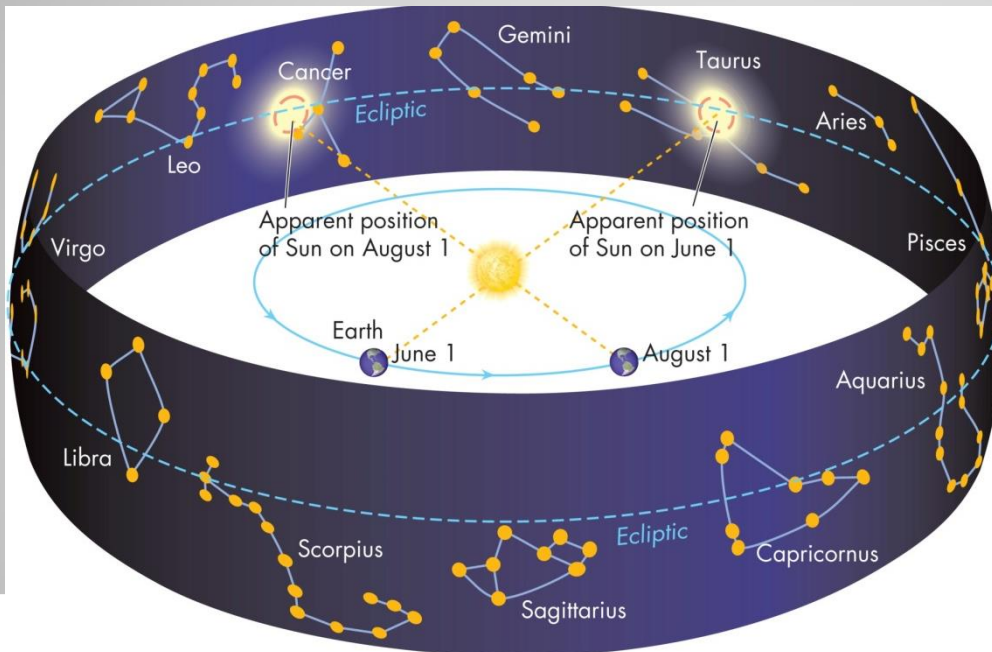 Gemini
Taurus
Cancer
Ecliptic
Aries
Leo
Apparent position
of Sun on August 1
Apparent position
of Sun on June 1
Virgo
Pisces
Earth
June 1
August 1
Aquarius
Libra
Ecliptic
Scorpius
Capricornus
Sagittarius